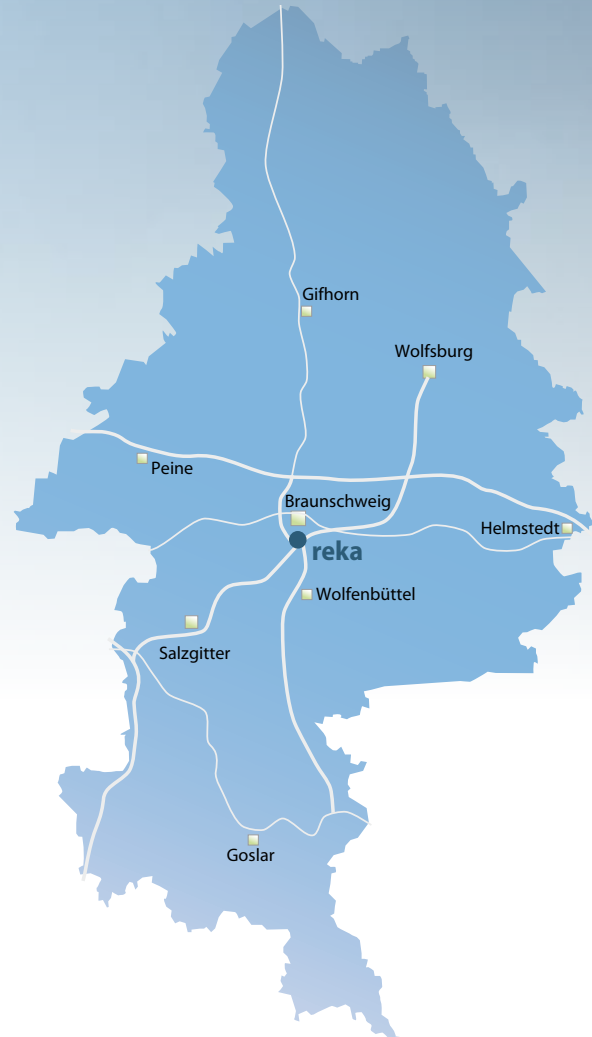 Gifhorn
Wolfsburg
Peine
Braunschweig
Helmstedt
reka
Wolfenbüttel
Salzgitter
Goslar